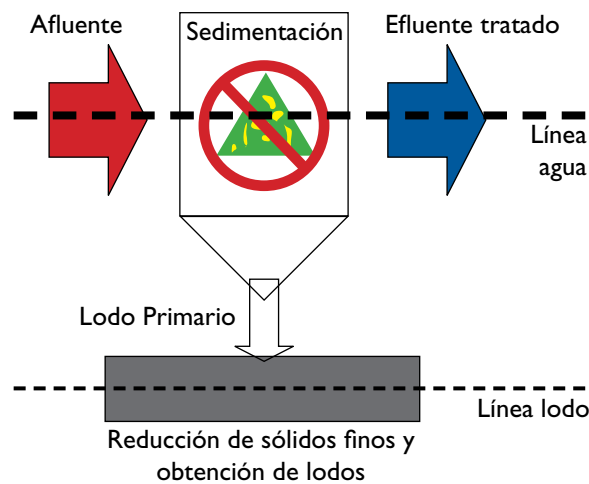 Afluente
Sedimentación
Efluente tratado
Línea
agua
Lodo Primario
Línea lodo
Reducción de sólidos finos y
obtención de lodos